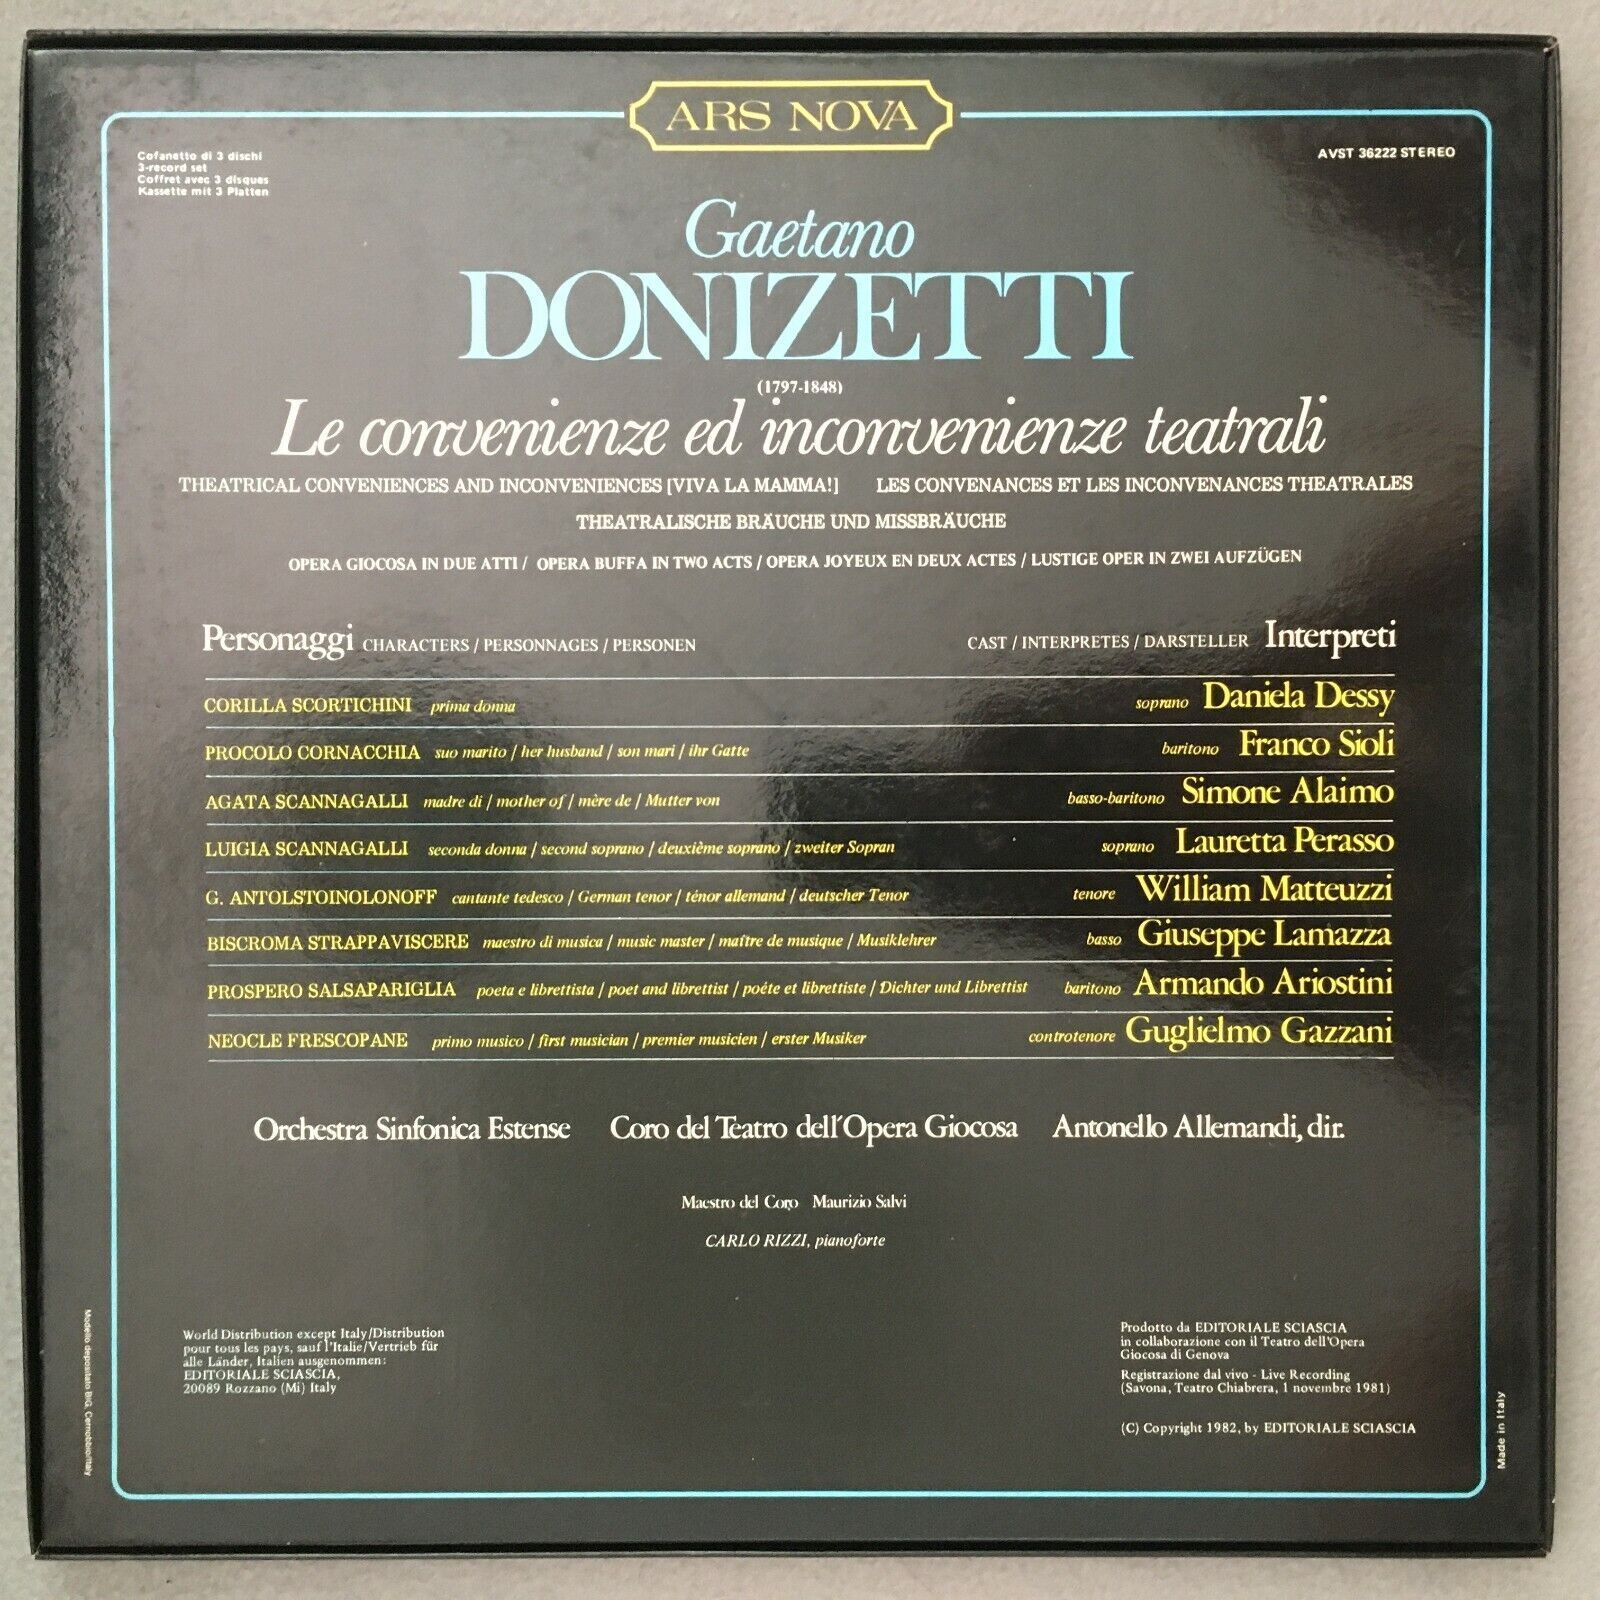 ARS NOVA
Cofanetto di 3 dischi
3-record set
Coffret avec 3 disques
Kassette mit 3 Platten
AVST 36222 STEREO
Gaetano
DONIZETTI
(1797-1848)
Le convenienze ed inconvenienze teatrali
THEATRICAL CONVENIENCES AND INCONVENIENCES [VIVA LA MAMMA!] LES CONVENANCES ET LES INCONVENANCES THEATRALES
THEATRALISCHE BRÄUCHE UND MISSBRÄUCHE
OPERA GIOCOSA IN DUE ATTI / OPERA BUFFA IN TWO ACTS / OPERA JOYEUX EN DEUX ACTES / LUSTIGE OPER IN ZWEI AUFZÜGEN
Personaggi CHARACTERS / PERSONNAGES / PERSONEN CAST / INTERPRETES / DARSTELLER Interpreti
CORILLA SCORTICHINI prima donna soprano Daniela Dessy
PROCOLO CORNACCHIA suo marito / her husband / son mari / ihr Gatte baritono Franco Sioli
AGATA SCANNAGALLI madre di / mother of / mère de / Mutter von basso-baritono Simone Alaimo
LUIGIA SCANNAGALLI seconda donna / second soprano / deuxième soprano / zweiter Sopran soprano Lauretta Perasso
G. ANTOLSTOINOLONOFF cantante tedesco / German tenor / ténor allemand / deutscher Tenor tenore William Matteuzzi
BISCROMA STRAPPAVISCERE maestro di musica / music master / maître de musique / Musiklehrer basso Giuseppe Lamazza
PROSPERO SALSAPARIGLIA poeta e librettista / poet and librettist / poéte et librettiste / Dichter und Librettist baritono Armando Ariostini
NEOCLE FRESCOPANE primo musico / first musician / premier musicien / erster Musiker controtenore Guglielmo Gazzani
Orchestra Sinfonica Estense Coro del Teatro dell'Opera Giocosa Antonello Allemandi, dir.
Maestro del Coro Maurizio Salvi
CARLO RIZZI, pianoforte
World Distribution except Italy/Distribution
pour tous les pays, sauf l'Italie/Vertrieb für
alle Länder, Italien ausgenommen:
EDITORIALE SCIASCIA,
20089 Rozzano (Mi) Italy
Prodotto da EDITORIALE SCIASCIA
in collaborazione con il Teatro dell'Opera
Giocosa di Genova
Registrazione dal vivo - Live Recording
(Savona, Teatro Chiabrera, 1 novembre 1981)
(C) Copyright 1982, by EDITORIALE SCIASCIA
Modello depositato BIG, Cernobbio/Italy
Made in Italy